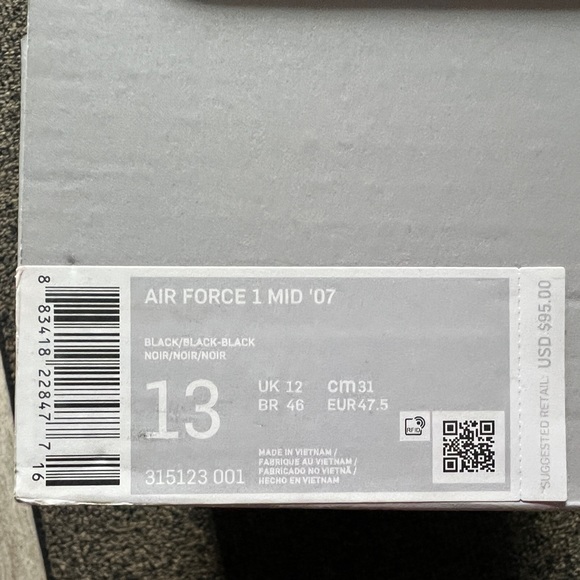 AIR FORCE 1 MID '07
BLACK/BLACK-BLACK
NOIR/NOIR/NOIR
13
UK 12 cm 31
BR 46 EUR 47.5
RFID
315123 001
MADE IN VIETNAM /
FABRIQUE AU VIETNAM /
FABRICADO NO VIETNÃ /
HECHO EN VIETNAM
8 83418 22847 7 16
SUGGESTED RETAIL: USD $95.00